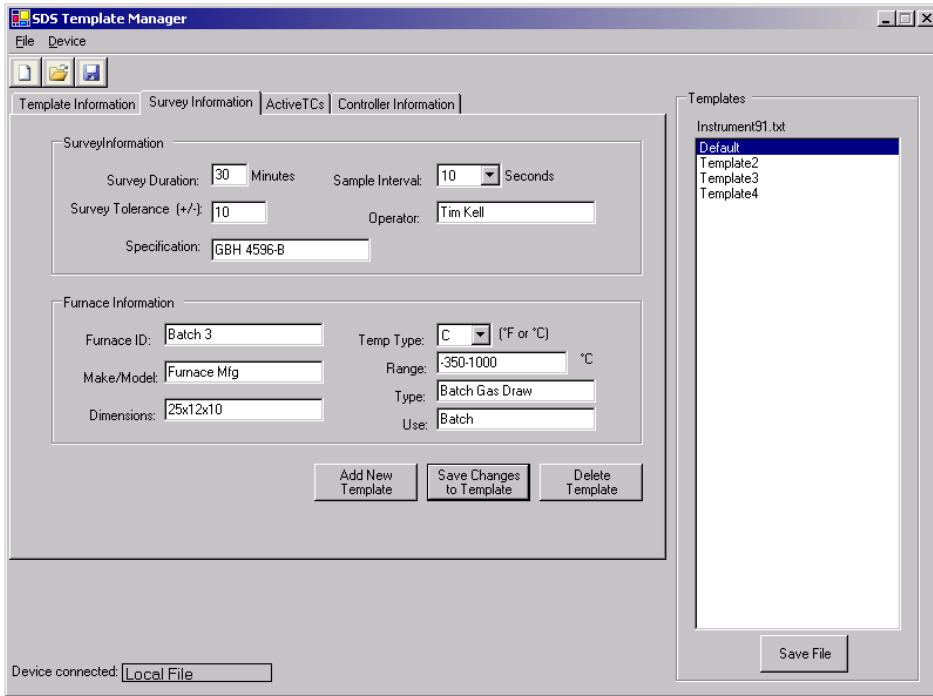 SDS Template Manager
File Device
Template Information Survey Information ActiveTCs Controller Information
SurveyInformation
Survey Duration: 30 Minutes Sample Interval: 10 Seconds
Survey Tolerance (+/-): 10 Operator: Tim Kell
Specification: GBH 4596-B
Furnace Information
Furnace ID: Batch 3 Temp Type: C (°F or °C)
Make/Model: Furnace Mfg Range: -350-1000 °C
Dimensions: 25x12x10 Type: Batch Gas Draw
Use: Batch
Add New Template
Save Changes to Template
Delete Template
Templates
Instrument91.txt
Default
Template2
Template3
Template4
Save File
Device connected: Local File